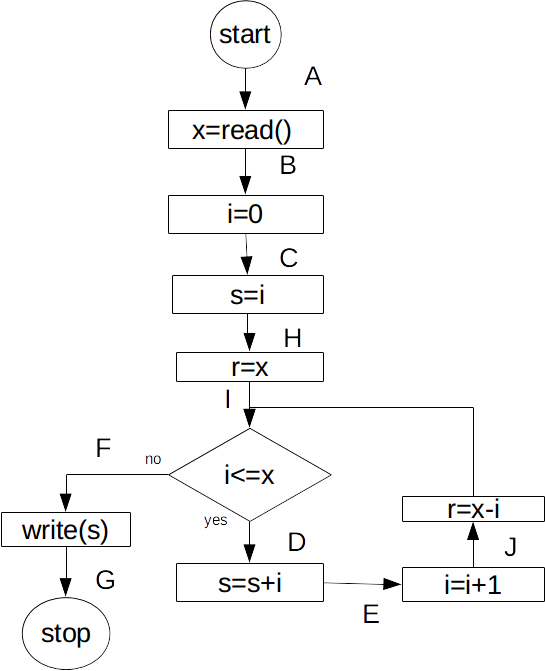 start
A
x=read()
B
i=0
C
s=i
H
r=x
I
F
no
i<=x
yes
write(s)
r=x-i
D
J
G
s=s+i
i=i+1
E
stop